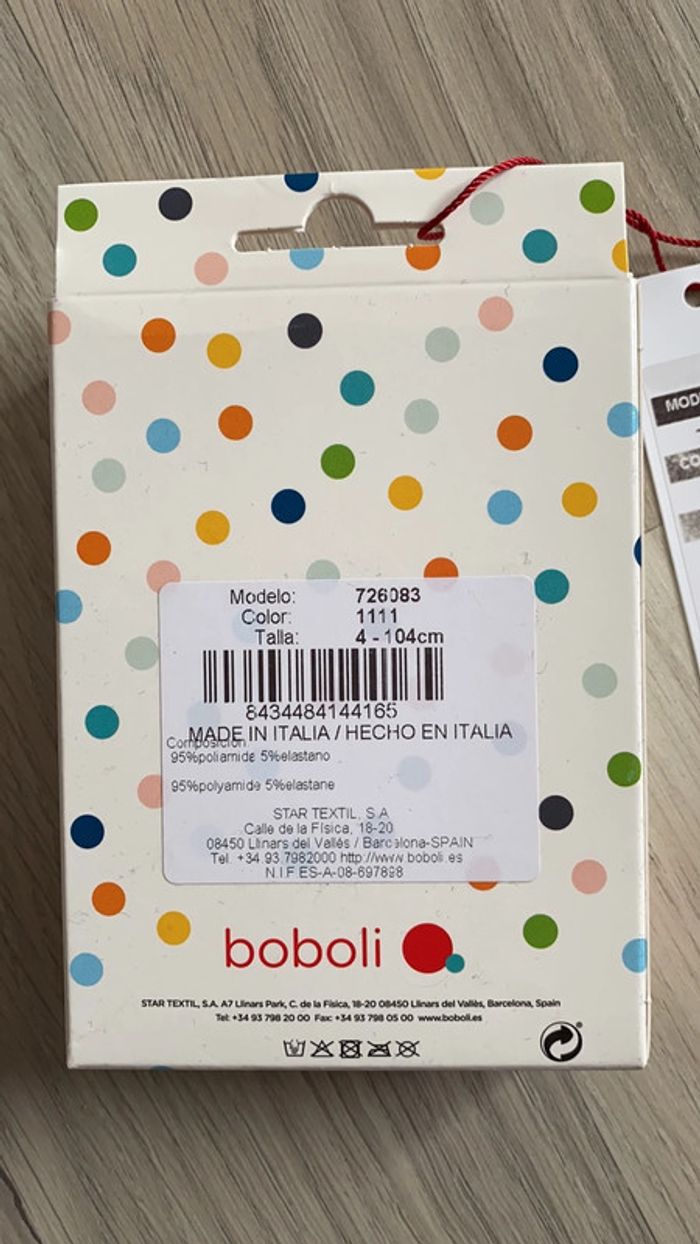 MOD
Modelo: 726083
Color: 1111
Talla: 4 - 104cm
8434484144165
MADE IN ITALIA / HECHO EN ITALIA
Composicion:
95%poliamide 5%elastano
95%polyamide 5%elastane
STAR TEXTIL, S.A
Calle de la Física, 18-20
08450 Llinars del Vallés / Barcelona-SPAIN
Tel. +34.93.7982000 http://www.boboli.es
N.I.F.ES-A-08-697898
boboli
STAR TEXTIL, S.A. A7 Llinars Park, C. de la Física, 18-20 08450 Llinars del Vallès, Barcelona, Spain
Tel: +34 93 798 20 00 Fax: +34 93 798 05 00 www.boboli.es